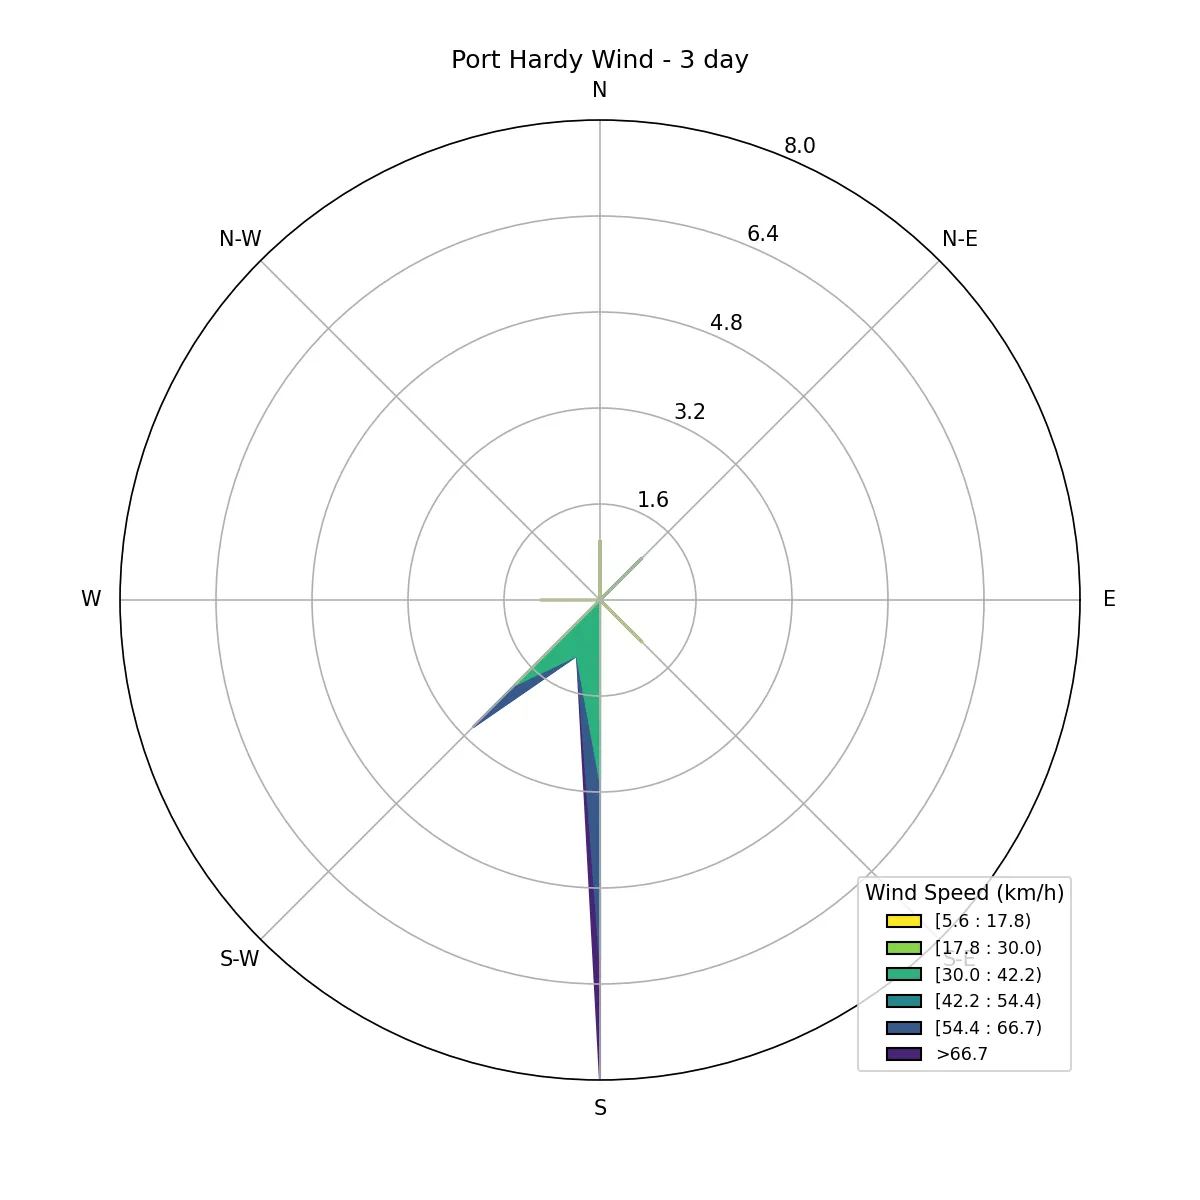 Port Hardy Wind - 3 day
N
8.0
N-W
N-E
6.4
4.8
3.2
1.6
W
E
Wind Speed (km/h)
[5.6 : 17.8)
[17.8 : 30.0)
S-W
S-E
[30.0 : 42.2)
[42.2 : 54.4)
[54.4 : 66.7)
>66.7
S